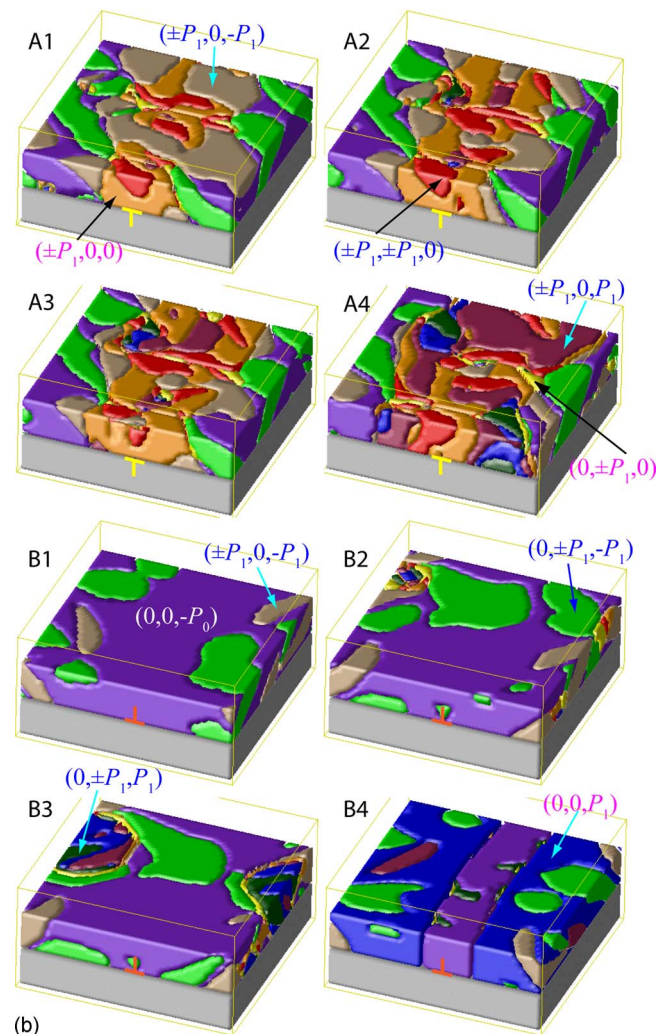 A1
(±P₁,0,-P₁)
A2
(±P₁,0,0)
(±P₁,±P₁,0)
A3
A4
(±P₁,0,P₁)
(0,±P₁,0)
B1
(±P₁,0,-P₁)
B2
(0,±P₁,-P₁)
(0,0,-P₀)
B3
(0,±P₁,P₁)
B4
(0,0,P₁)
(b)